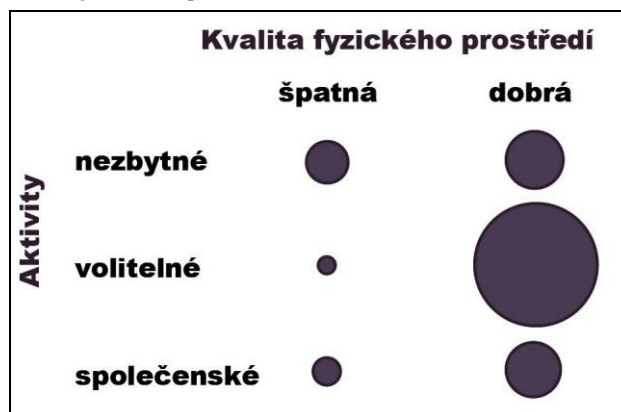 Kvalita fyzického prostředí
špatná dobrá
nezbytné
Aktivity
volitelné
společenské